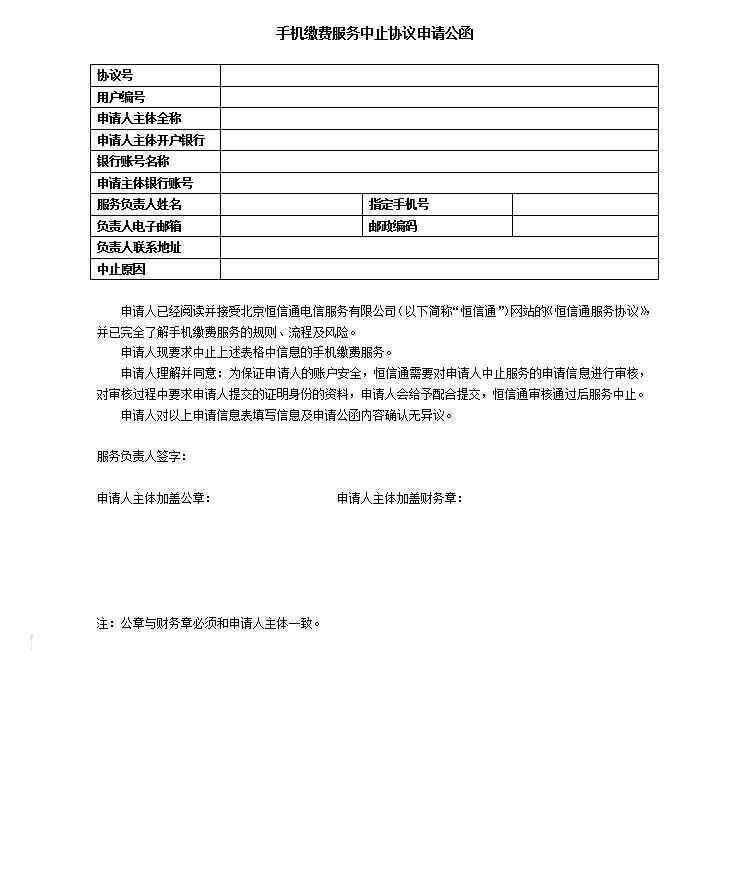 手机缴费服务中止协议申请公函
协议号
用户编号
申请人主体全称
申请人主体开户银行
银行账号名称
申请主体银行账号
服务负责人姓名 指定手机号
负责人电子邮箱 邮政编码
负责人联系地址
中止原因
申请人已经阅读并接受北京恒信通电信服务有限公司(以下简称“恒信通”)网站的《恒信通服务协议》，
并已完全了解手机缴费服务的规则、流程及风险。
申请人现要求中止上述表格中信息的手机缴费服务。
申请人理解并同意：为保证申请人的账户安全，恒信通需要对申请人中止服务的申请信息进行审核，
对审核过程中要求申请人提交的证明身份的资料，申请人会给予配合提交，恒信通审核通过后服务中止。
申请人对以上申请信息表填写信息及申请公函内容确认无异议。
服务负责人签字：
申请人主体加盖公章： 申请人主体加盖财务章：
注：公章与财务章必须和申请人主体一致。